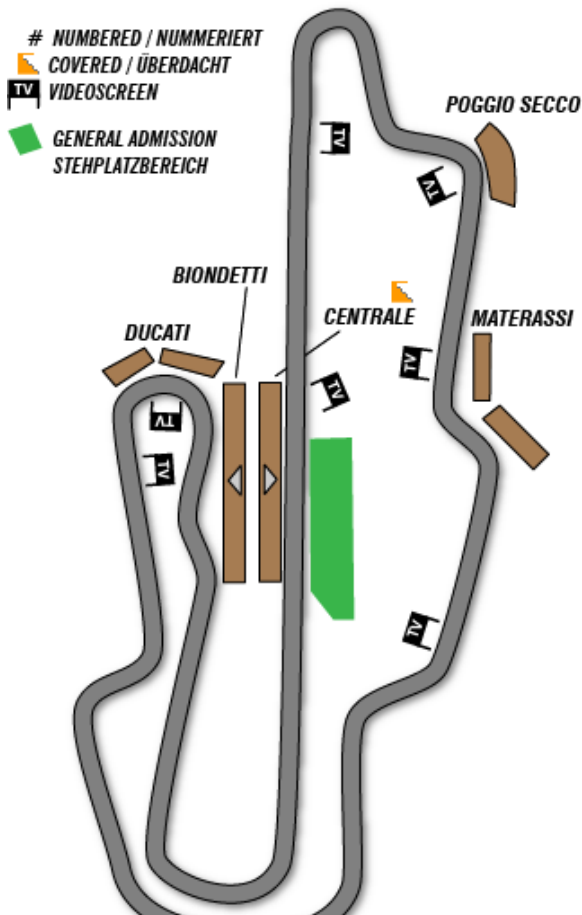 # NUMBERED / NUMMERIERT
COVERED / ÜBERDACHT
TV VIDEOSCREEN
GENERAL ADMISSION
STEHPLATZBEREICH
POGGIO SECCO
TV
TV
BIONDETTI
CENTRALE
MATERASSI
DUCATI
TV
TV
TV
TV
TV